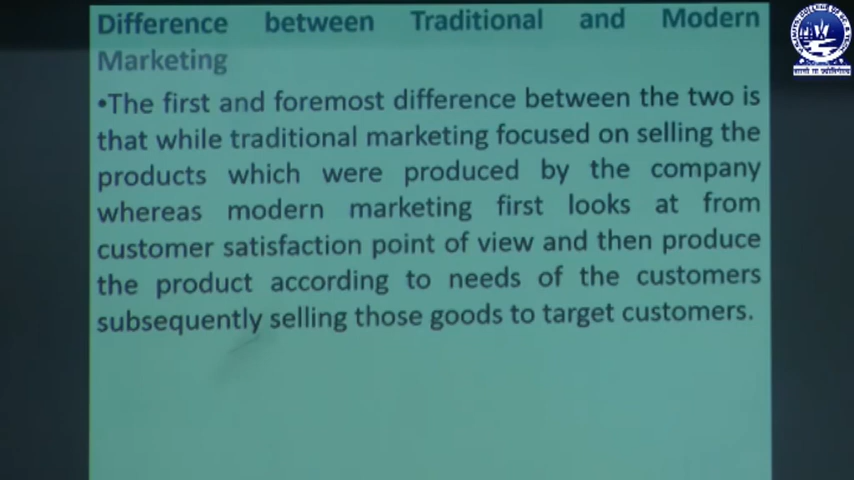 Difference between Traditional and Modern
Marketing
•The first and foremost difference between the two is
that while traditional marketing focused on selling the
products which were produced by the company
whereas modern marketing first looks at from
customer satisfaction point of view and then produce
the product according to needs of the customers
subsequently selling those goods to target customers.